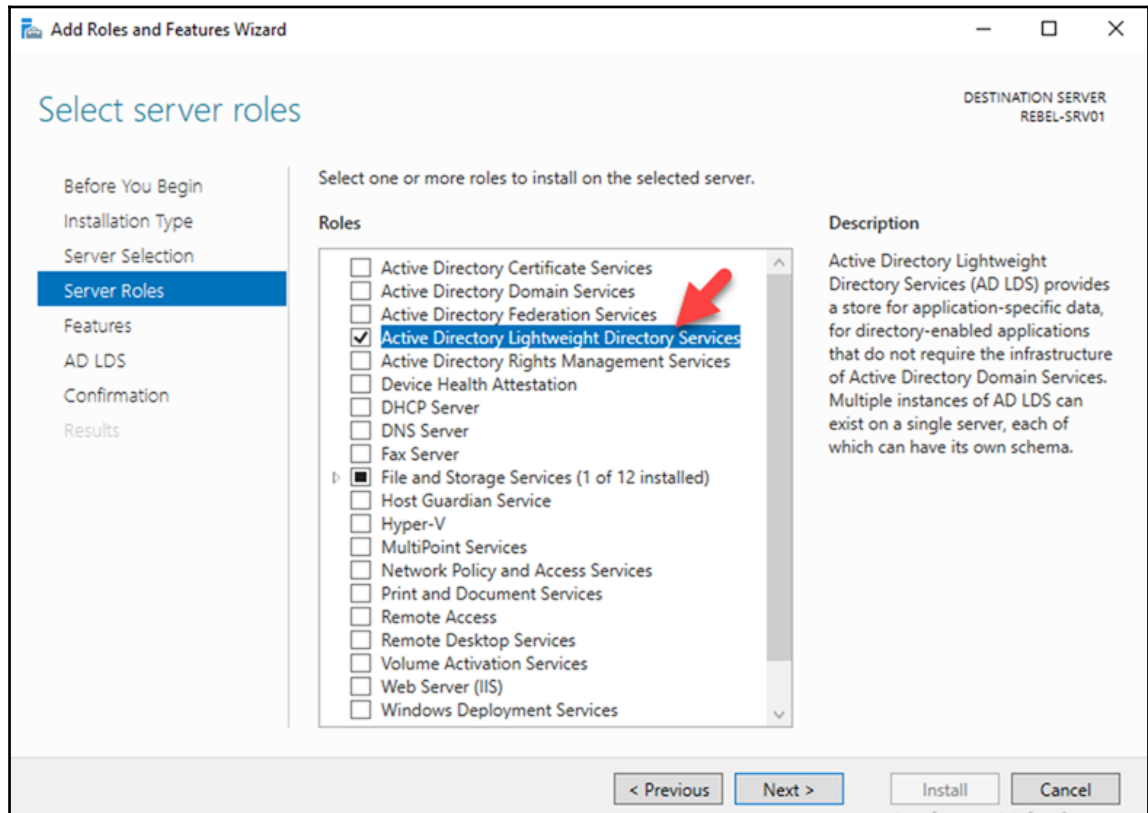 Add Roles and Features Wizard
Select server roles
DESTINATION SERVER
REBEL-SRV01
Before You Begin
Installation Type
Server Selection
Server Roles
Features
AD LDS
Confirmation
Results
Select one or more roles to install on the selected server.
Roles
Active Directory Certificate Services
Active Directory Domain Services
Active Directory Federation Services
Active Directory Lightweight Directory Services
Active Directory Rights Management Services
Device Health Attestation
DHCP Server
DNS Server
Fax Server
File and Storage Services (1 of 12 installed)
Host Guardian Service
Hyper-V
MultiPoint Services
Network Policy and Access Services
Print and Document Services
Remote Access
Remote Desktop Services
Volume Activation Services
Web Server (IIS)
Windows Deployment Services
Description
Active Directory Lightweight
Directory Services (AD LDS) provides
a store for application-specific data,
for directory-enabled applications
that do not require the infrastructure
of Active Directory Domain Services.
Multiple instances of AD LDS can
exist on a single server, each of
which can have its own schema.
< Previous
Next >
Install
Cancel